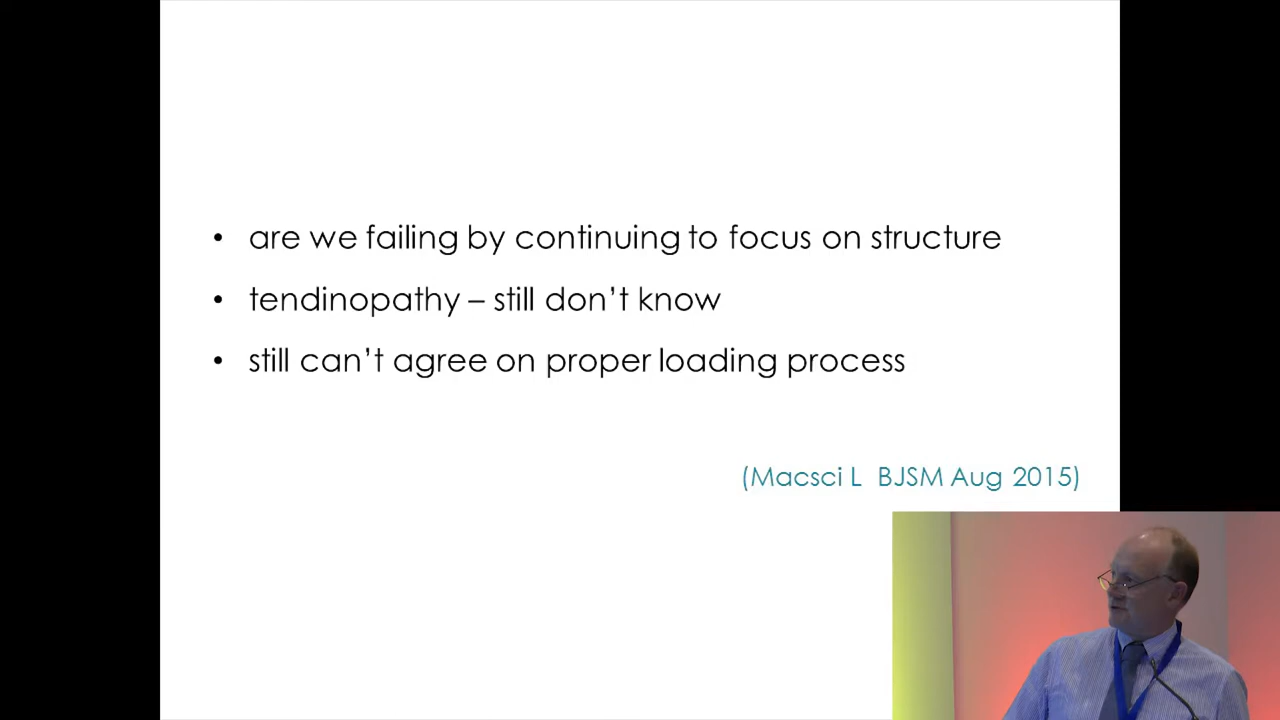 • are we failing by continuing to focus on structure
• tendinopathy – still don't know
• still can't agree on proper loading process
(Macsci L BJSM Aug 2015)